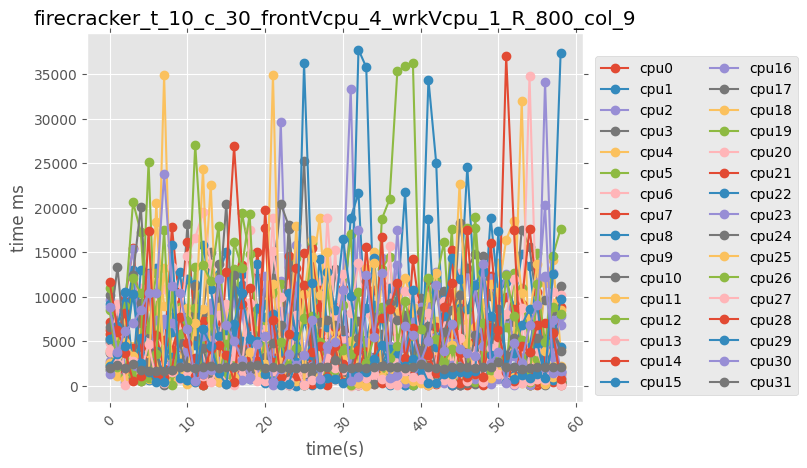 firecracker_t_10_c_30_frontVcpu_4_wrkVcpu_1_R_800_col_9
time ms
35000
30000
25000
20000
15000
10000
5000
0
0
10
20
30
40
50
60
time(s)
cpu0
cpu1
cpu2
cpu3
cpu4
cpu5
cpu6
cpu7
cpu8
cpu9
cpu10
cpu11
cpu12
cpu13
cpu14
cpu15
cpu16
cpu17
cpu18
cpu19
cpu20
cpu21
cpu22
cpu23
cpu24
cpu25
cpu26
cpu27
cpu28
cpu29
cpu30
cpu31